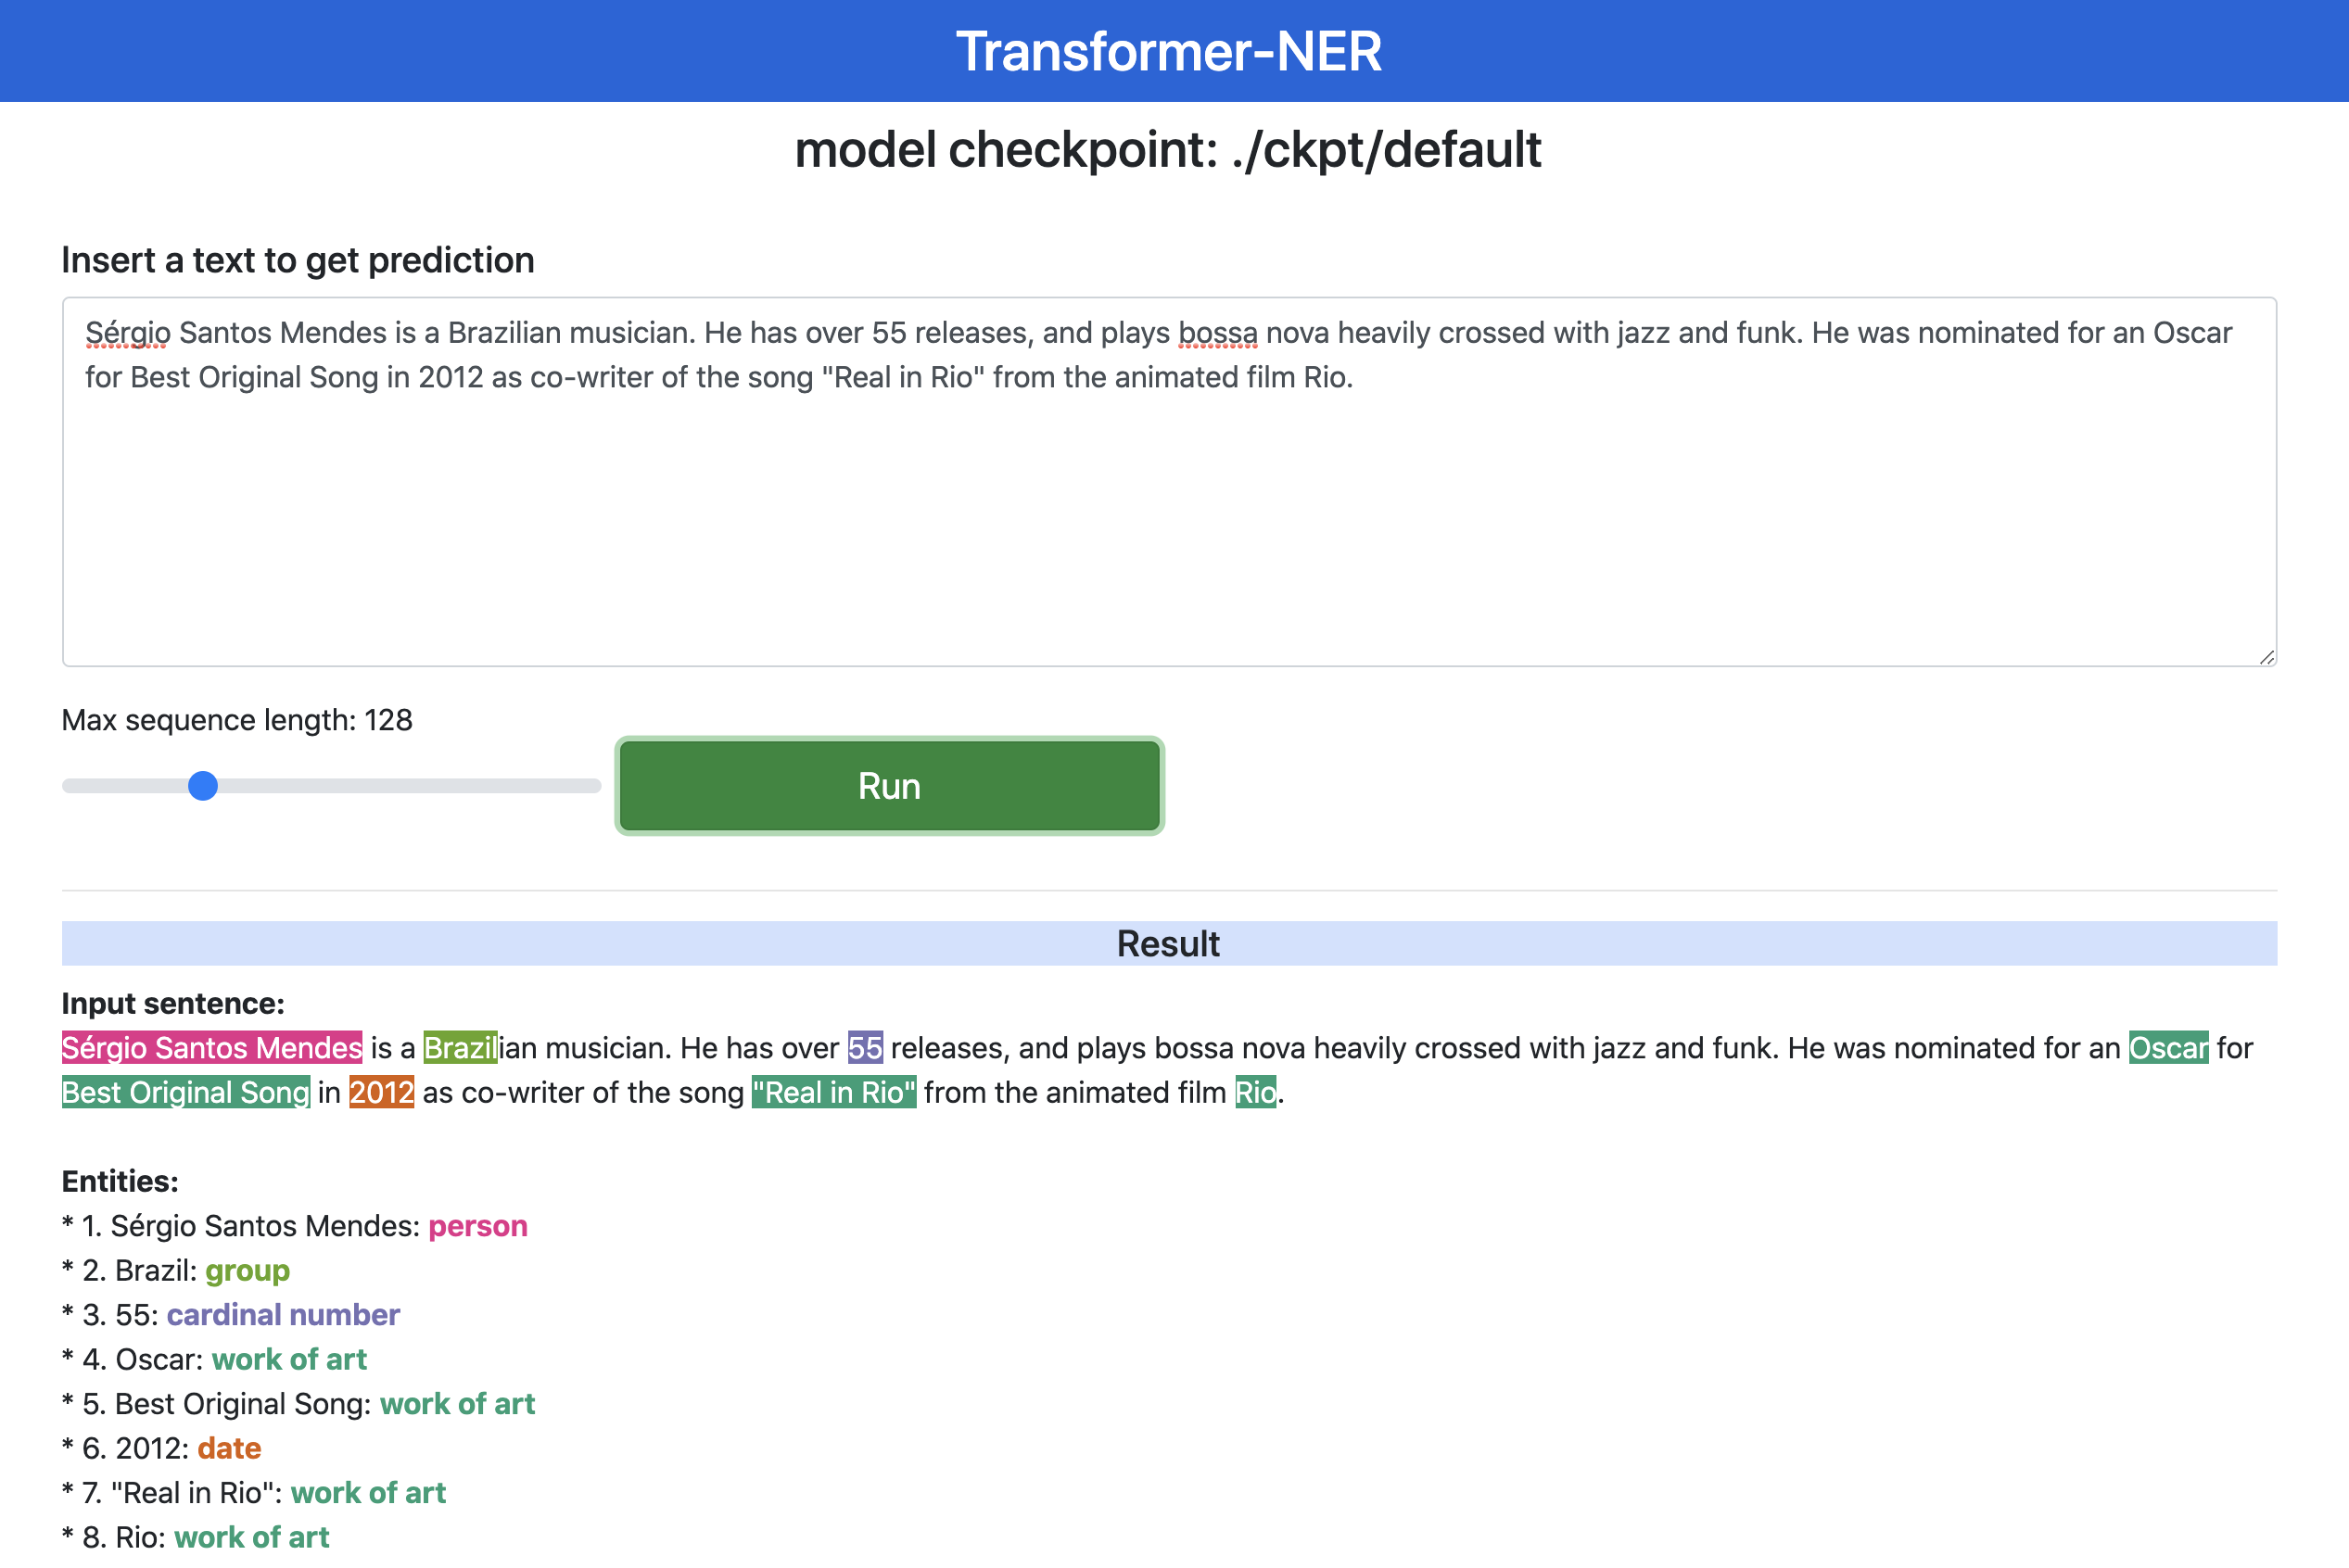 Transformer-NER
model checkpoint: ./ckpt/default
Insert a text to get prediction
Sérgio Santos Mendes is a Brazilian musician. He has over 55 releases, and plays bossa nova heavily crossed with jazz and funk. He was nominated for an Oscar
for Best Original Song in 2012 as co-writer of the song "Real in Rio" from the animated film Rio.
Max sequence length: 128
Run
Result
Input sentence:
Sérgio Santos Mendes is a Brazilian musician. He has over 55 releases, and plays bossa nova heavily crossed with jazz and funk. He was nominated for an Oscar for
Best Original Song in 2012 as co-writer of the song "Real in Rio" from the animated film Rio.
Entities:
* 1. Sérgio Santos Mendes: person
* 2. Brazil: group
* 3. 55: cardinal number
* 4. Oscar: work of art
* 5. Best Original Song: work of art
* 6. 2012: date
* 7. "Real in Rio": work of art
* 8. Rio: work of art